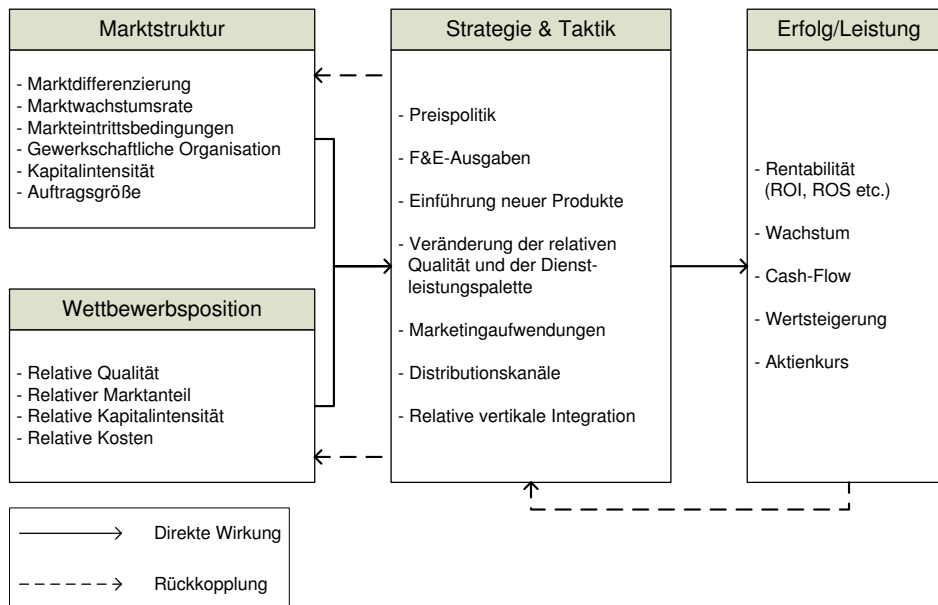 Marktstruktur
- Marktdifferenzierung
- Marktwachstumsrate
- Markteintrittsbedingungen
- Gewerkschaftliche Organisation
- Kapitalintensität
- Auftragsgröße
Wettbewerbsposition
- Relative Qualität
- Relativer Marktanteil
- Relative Kapitalintensität
- Relative Kosten
Strategie & Taktik
- Preispolitik
- F&E-Ausgaben
- Einführung neuer Produkte
- Veränderung der relativen
Qualität und der Dienst-
leistungspalette
- Marketingaufwendungen
- Distributionskanäle
- Relative vertikale Integration
Erfolg/Leistung
- Rentabilität
(ROI, ROS etc.)
- Wachstum
- Cash-Flow
- Wertsteigerung
- Aktienkurs
Direkte Wirkung
Rückkopplung